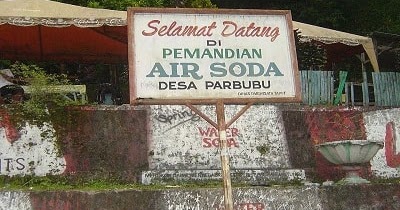 Selamat Datang
DI
PEMANDIAN
AIR SODA
DESA PARBUBU
WATER
SODA